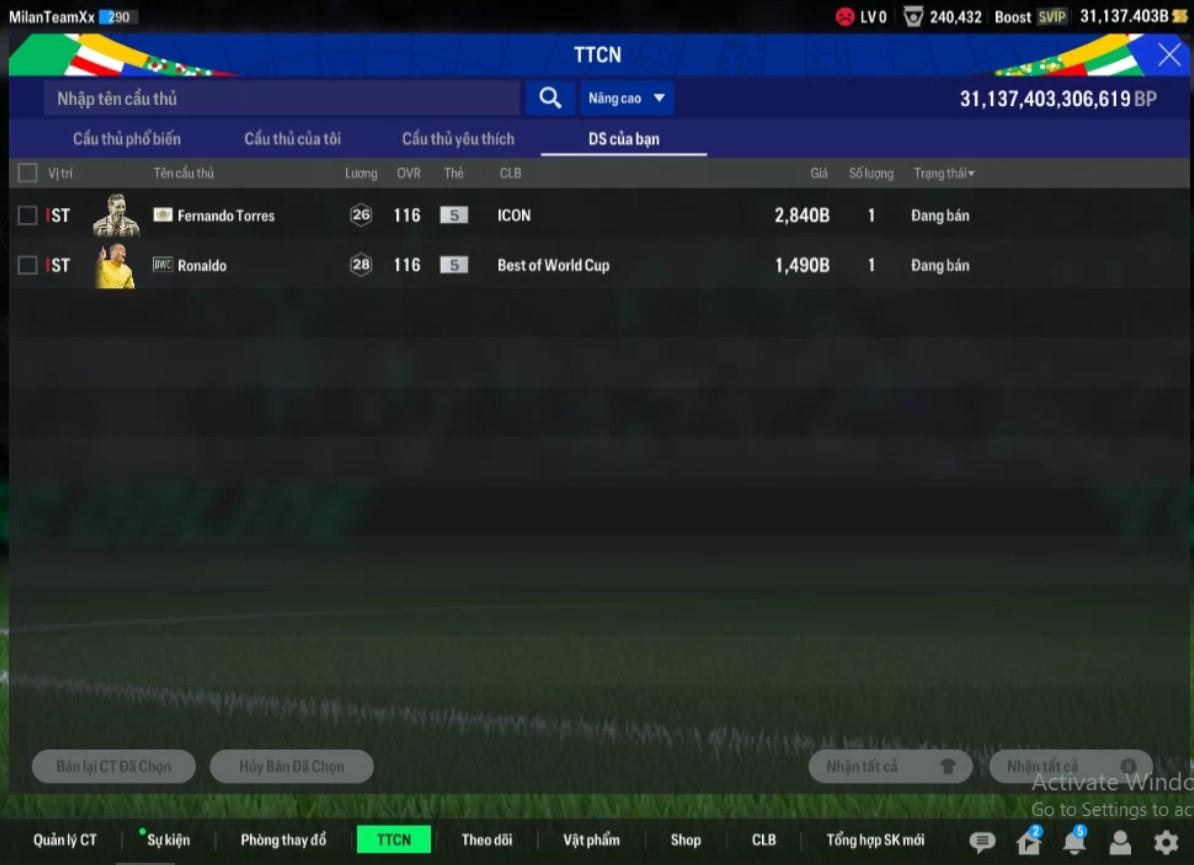 MilanTeamXx 290 LV 0 240,432 Boost SVIP 31,137.403B
TTCN
Nhập tên cầu thủ Nâng cao 31,137,403,306,619 BP
Cầu thủ phổ biến Cầu thủ của tôi Cầu thủ yêu thích DS của bạn
Vị trí Tên cầu thủ Lương OVR Thẻ CLB Giá Số lượng Trạng thái
ST Fernando Torres 26 116 5 ICON 2,840B 1 Đang bán
ST BWC Ronaldo 28 116 5 Best of World Cup 1,490B 1 Đang bán
Bán lại CT Đã Chọn Hủy Bán Đã Chọn Nhận tất cả Nhận tất cả
Activate Windo
Go to Settings to ac
Quản lý CT Sự kiện Phòng thay đồ TTCN Theo dõi Vật phẩm Shop CLB Tổng hợp SK mới 2 5